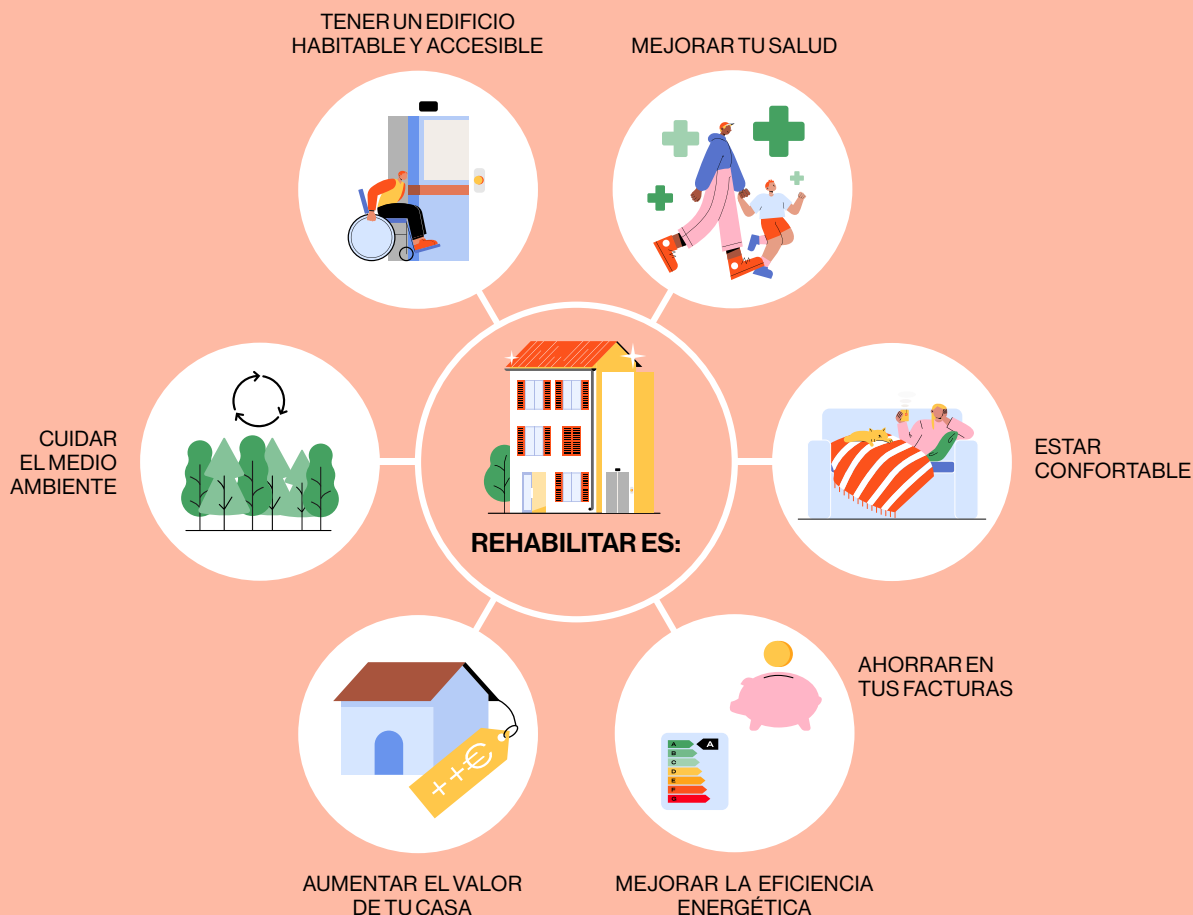 TENER UN EDIFICIO
HABITABLE Y ACCESIBLE
MEJORAR TU SALUD
CUIDAR
EL MEDIO
AMBIENTE
REHABILITAR ES:
ESTAR
CONFORTABLE
AHORRAR EN
TUS FACTURAS
++€
A A
B
C
D
E
F
G
AUMENTAR EL VALOR
DE TU CASA
MEJORAR LA EFICIENCIA
ENERGÉTICA